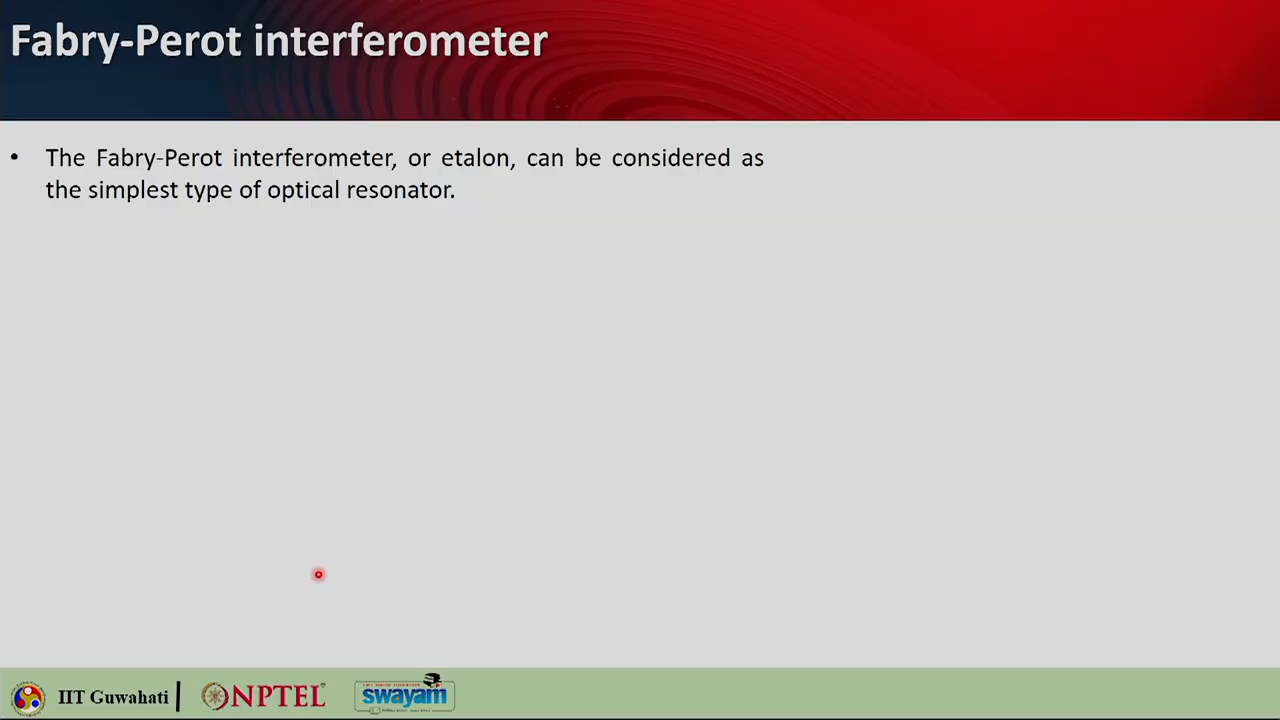 Fabry-Perot interferometer
• The Fabry-Perot interferometer, or etalon, can be considered as
the simplest type of optical resonator.
IIT Guwahati
NPTEL
swayam